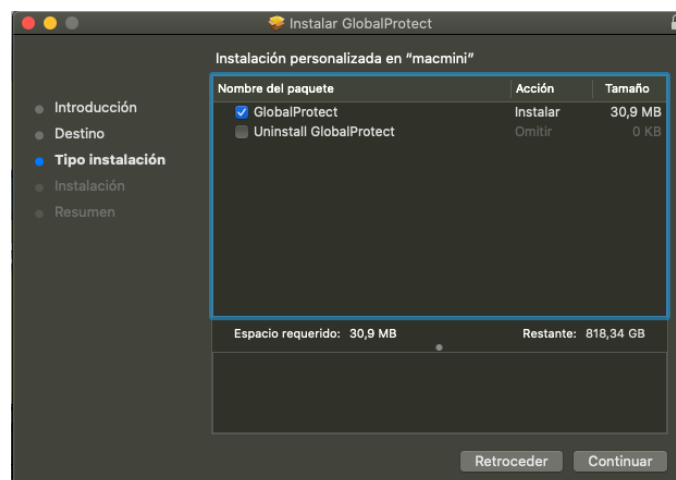 Instalar GlobalProtect
Instalación personalizada en “macmini”
Nombre del paquete Acción Tamaño
GlobalProtect Instalar 30,9 MB
Uninstall GlobalProtect Omitir 0 KB
Introducción
Destino
Tipo instalación
Instalación
Resumen
Espacio requerido: 30,9 MB Restante: 818,34 GB
Retroceder Continuar